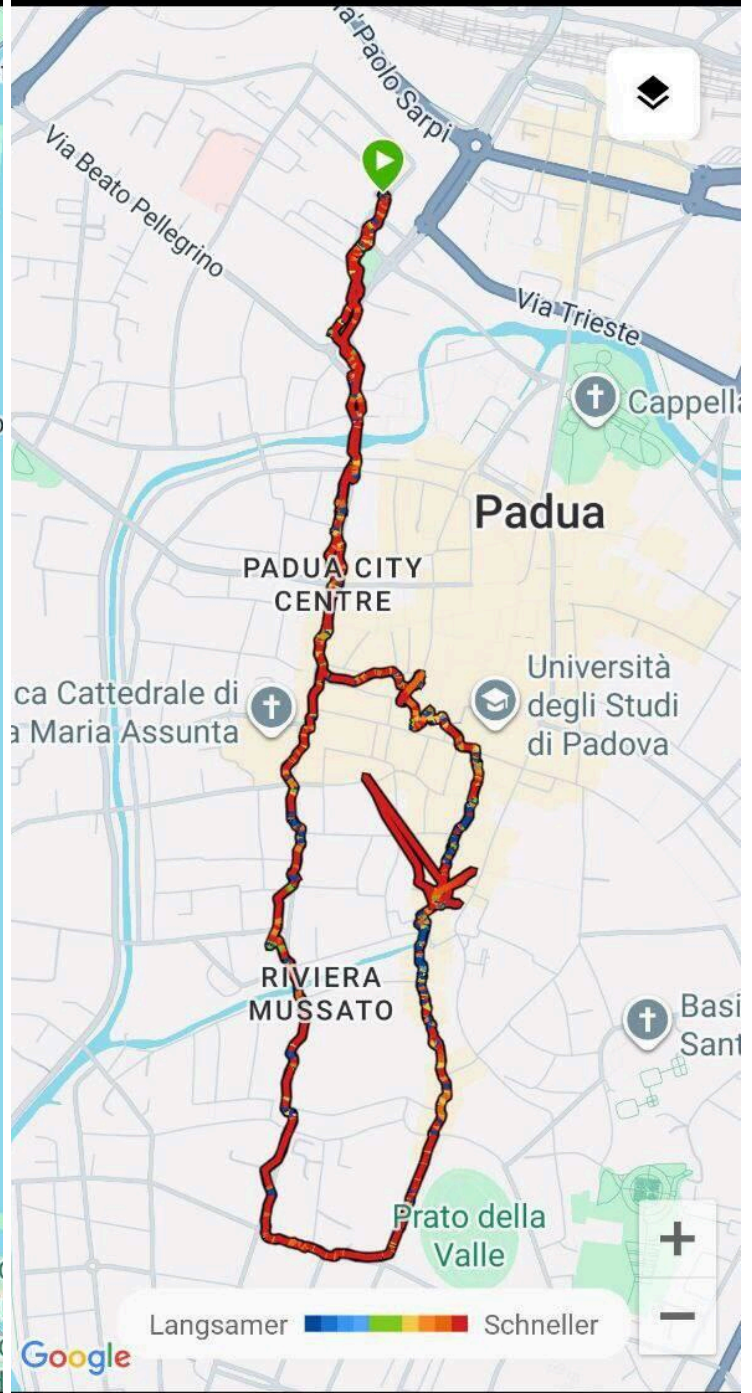 ra' Paolo Sarpi
Via Beato Pellegrino
Via Trieste
Cappella
Padua
PADUA CITY
CENTRE
Università
degli Studi
di Padova
ca Cattedrale di
a Maria Assunta
RIVIERA
MUSSATO
Basi
Sant
Prato della
Valle
Langsamer
Schneller
Google